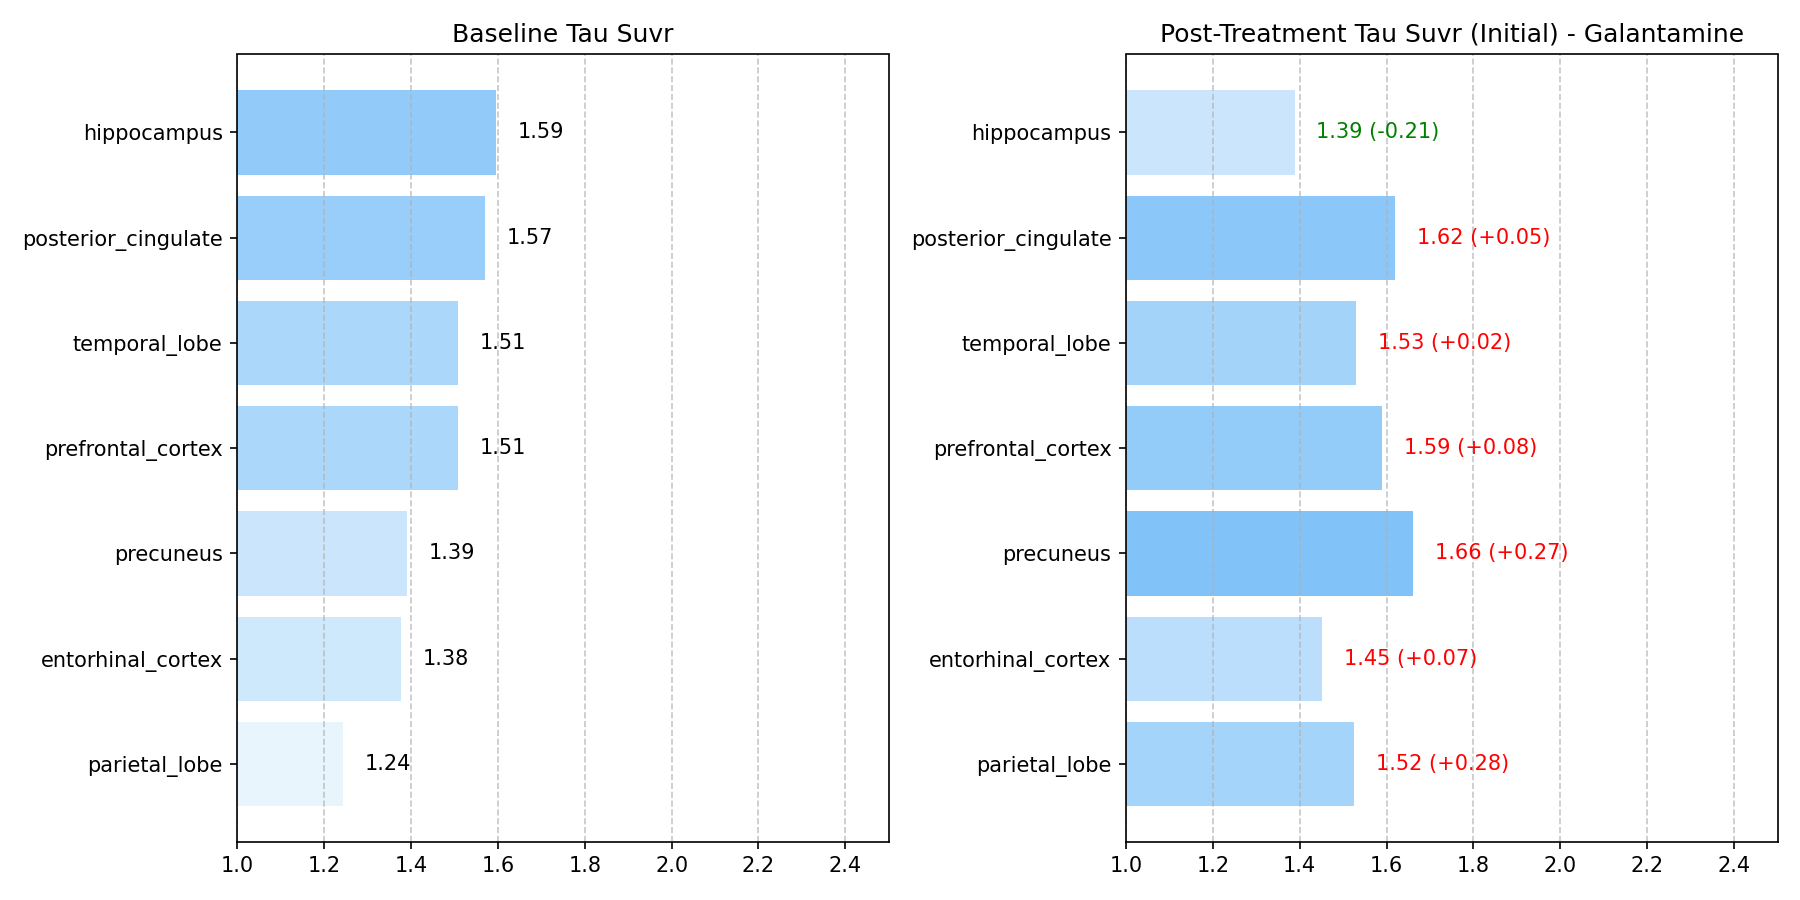 Baseline Tau Suvr
hippocampus 1.59
posterior_cingulate 1.57
temporal_lobe 1.51
prefrontal_cortex 1.51
precuneus 1.39
entorhinal_cortex 1.38
parietal_lobe 1.24
1.0 1.2 1.4 1.6 1.8 2.0 2.2 2.4
Post-Treatment Tau Suvr (Initial) - Galantamine
hippocampus 1.39 (-0.21)
posterior_cingulate 1.62 (+0.05)
temporal_lobe 1.53 (+0.02)
prefrontal_cortex 1.59 (+0.08)
precuneus 1.66 (+0.27)
entorhinal_cortex 1.45 (+0.07)
parietal_lobe 1.52 (+0.28)
1.0 1.2 1.4 1.6 1.8 2.0 2.2 2.4